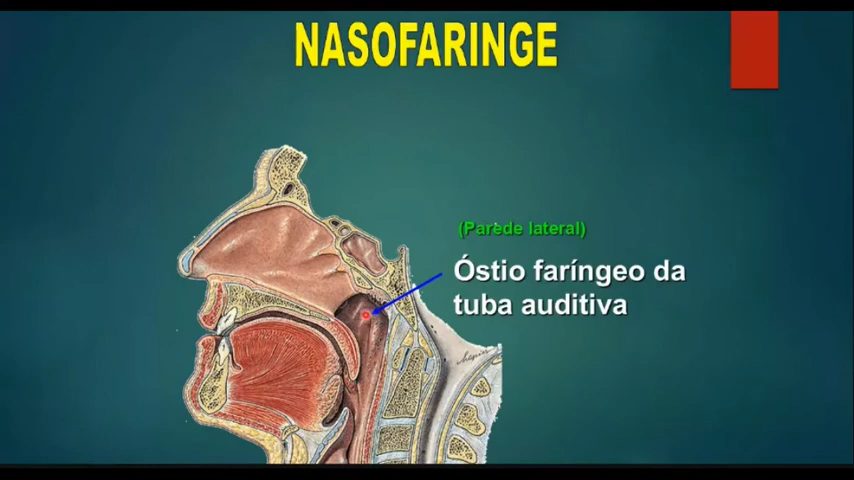 NASOFARINGE
(Parede lateral)
Óstio faríngeo da
tuba auditiva